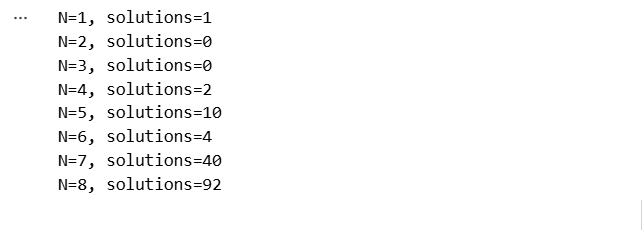 ...
N=1, solutions=1
N=2, solutions=0
N=3, solutions=0
N=4, solutions=2
N=5, solutions=10
N=6, solutions=4
N=7, solutions=40
N=8, solutions=92